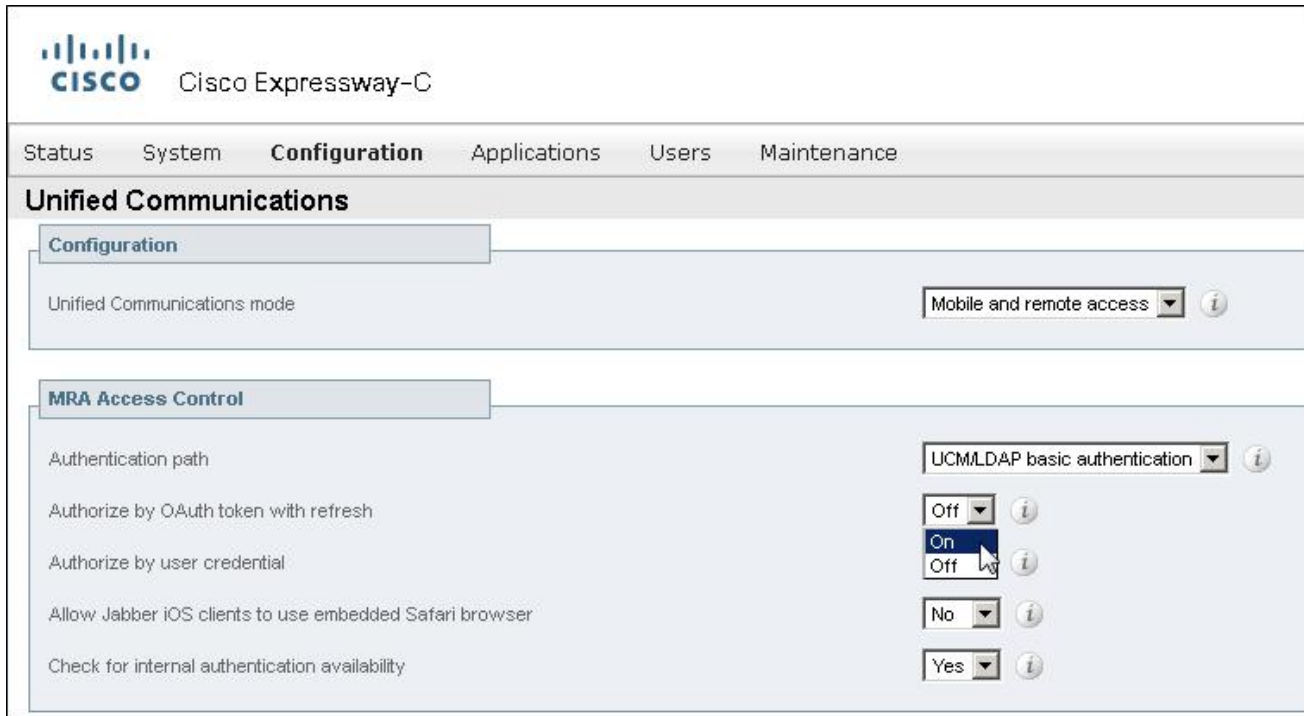 CISCO Cisco Expressway-C
Status System Configuration Applications Users Maintenance
Unified Communications
Configuration
Unified Communications mode Mobile and remote access i
MRA Access Control
Authentication path UCM/LDAP basic authentication i
Authorize by OAuth token with refresh Off i
On
Authorize by user credential Off i
Allow Jabber iOS clients to use embedded Safari browser No i
Check for internal authentication availability Yes i